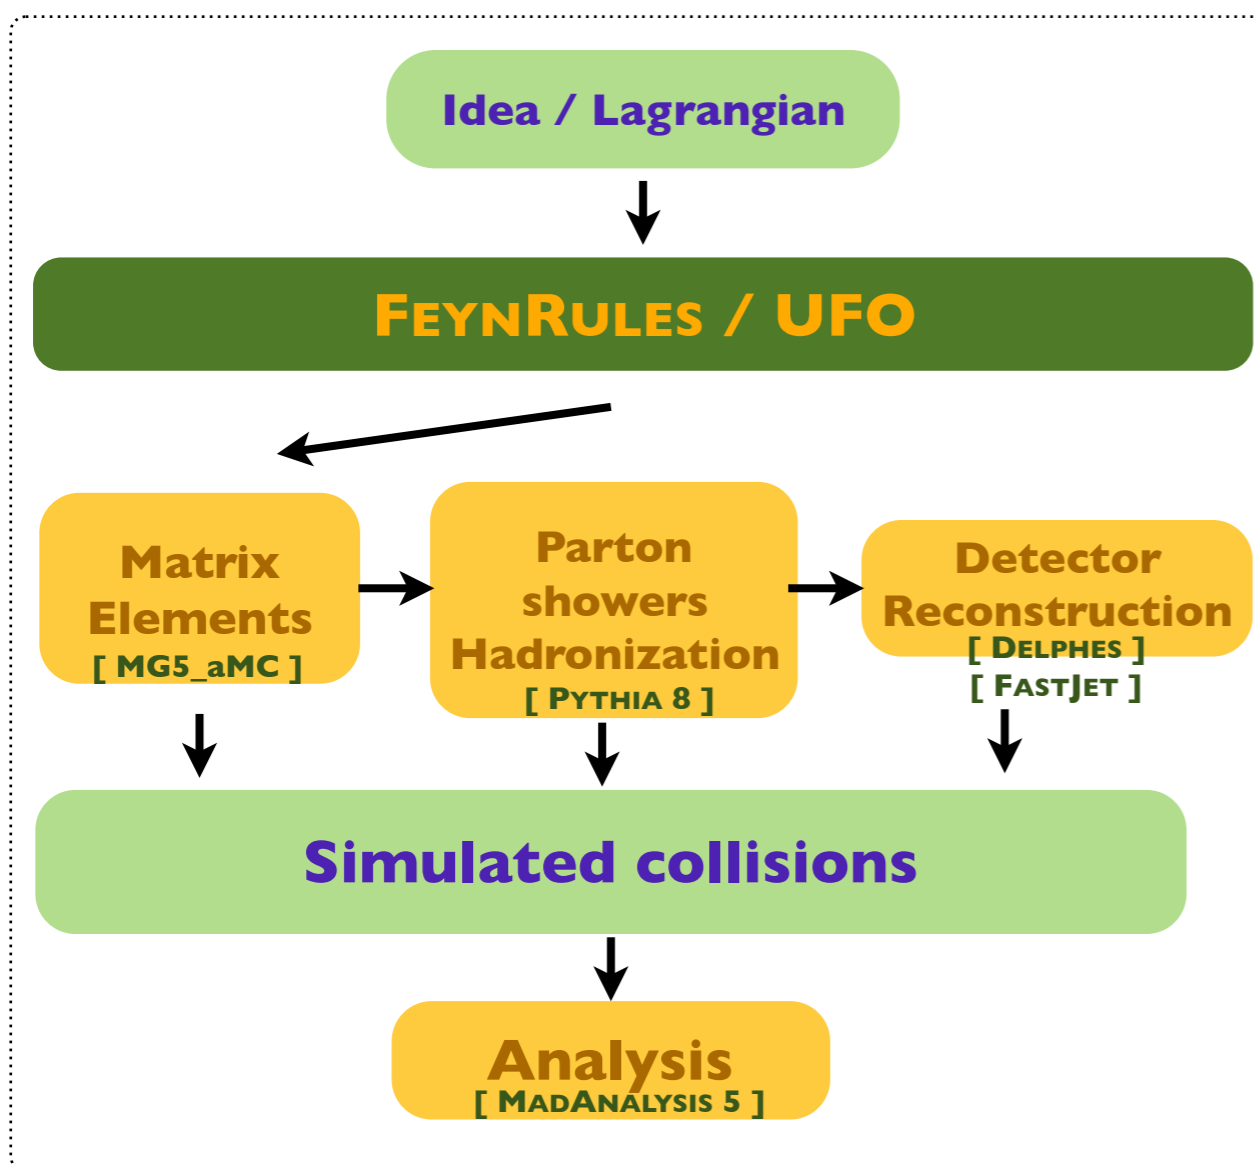 Idea / Lagrangian
FEYNRULES / UFO
Matrix
Elements
[ MG5_aMC ]
Parton
showers
Hadronization
[ PYTHIA 8 ]
Detector
Reconstruction
[ DELPHES ]
[ FASTJET ]
Simulated collisions
Analysis
[ MADANALYSIS 5 ]